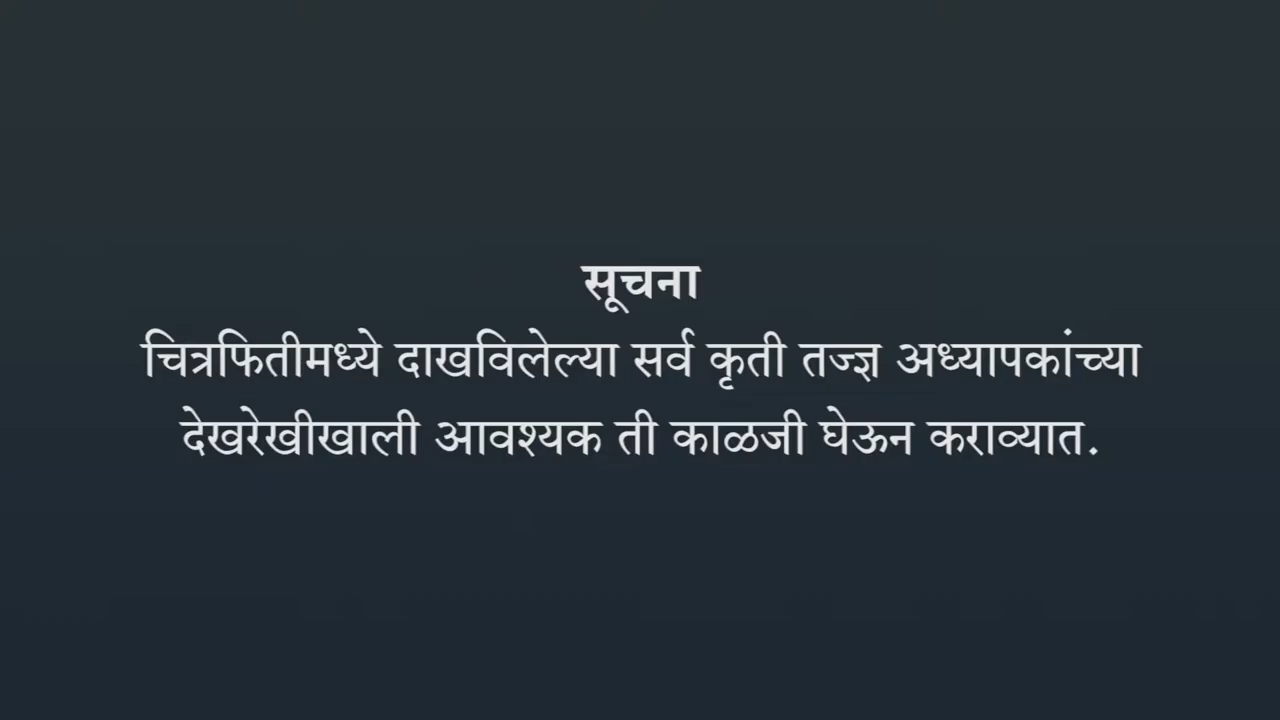 सूचना
चित्रफितीमध्ये दाखविलेल्या सर्व कृती तज्ज्ञ अध्यापकांच्या
देखरेखीखाली आवश्यक ती काळजी घेऊन कराव्यात.